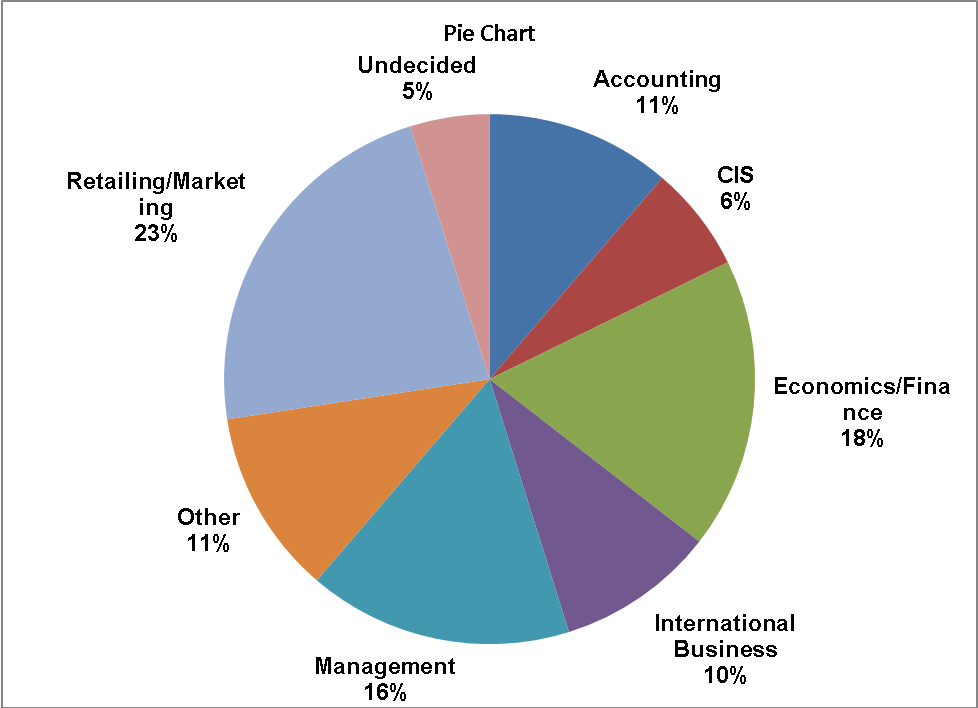 Pie Chart
Undecided
5%
Accounting
11%
CIS
6%
Retailing/Market
ing
23%
Economics/Fina
nce
18%
Other
11%
International
Business
10%
Management
16%